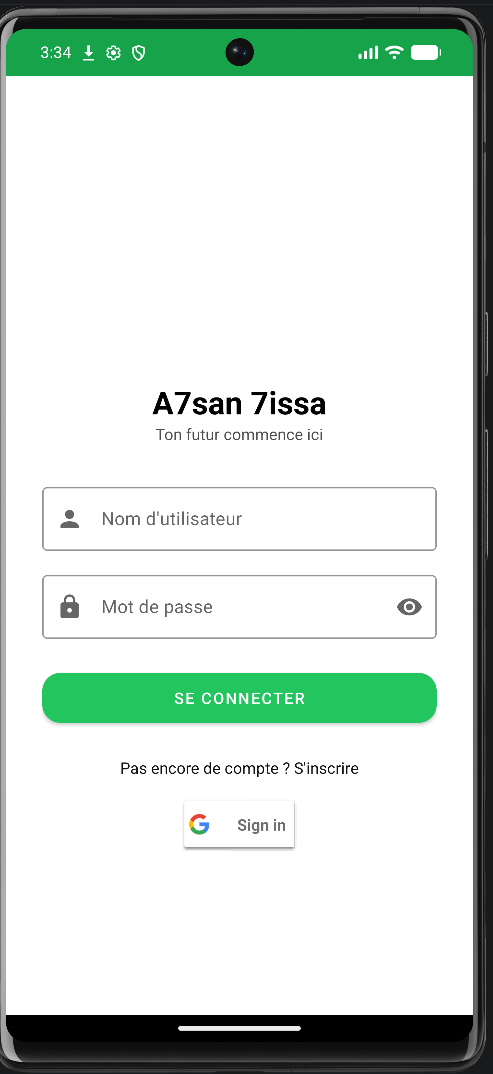 3:34
A7san 7issa
Ton futur commence ici
Nom d'utilisateur
Mot de passe
SE CONNECTER
Pas encore de compte ? S'inscrire
Sign in